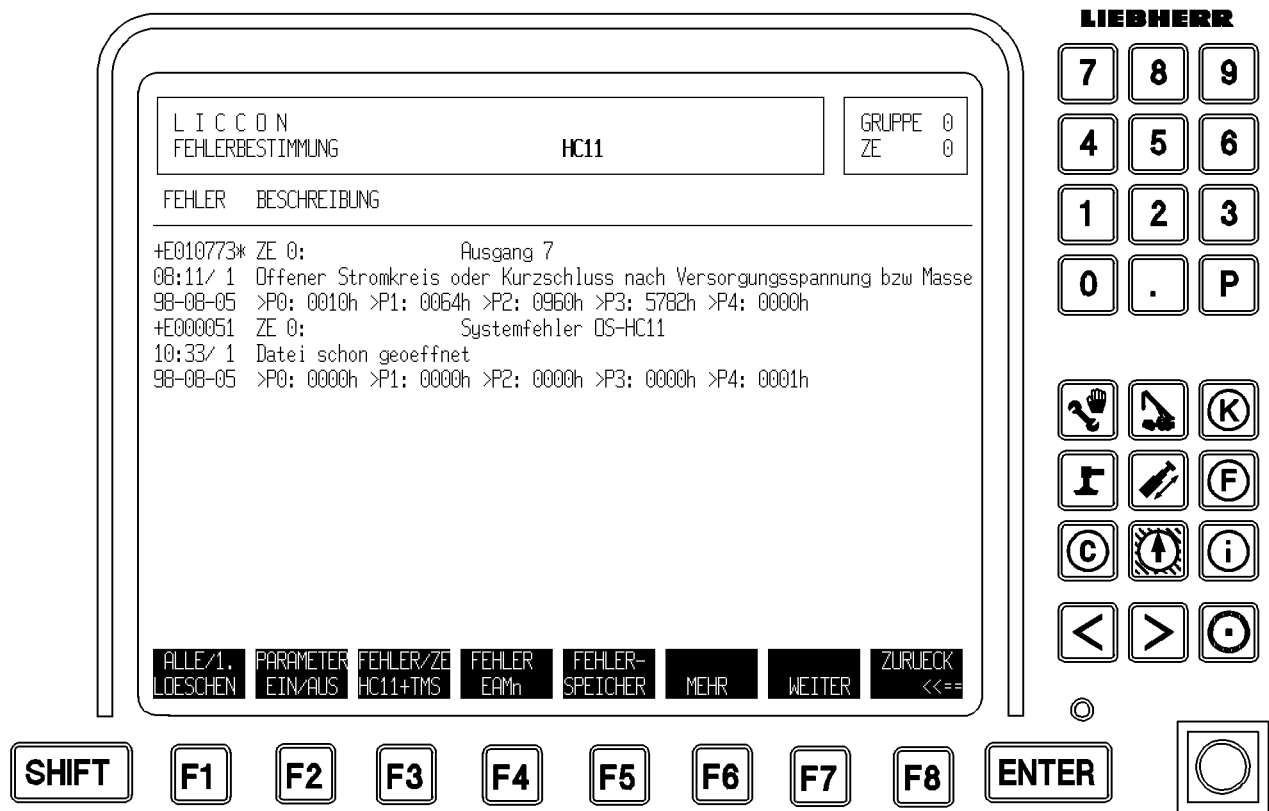 LIEBHERR
L I C C O N
FEHLERBESTIMMUNG HC11
GRUPPE 0
ZE 0
FEHLER BESCHREIBUNG
+E010773* ZE 0: Ausgang 7
08:11/ 1 Offener Stromkreis oder Kurzschluss nach Versorgungsspannung bzw Masse
98-08-05 >P0: 0010h >P1: 0064h >P2: 0960h >P3: 5782h >P4: 0000h
+E000051 ZE 0: Systemfehler OS-HC11
10:33/ 1 Datei schon geoeffnet
98-08-05 >P0: 0000h >P1: 0000h >P2: 0000h >P3: 0000h >P4: 0001h
ALLE/1. PARAMETER FEHLER/ZE FEHLER FEHLER- ZURUECK
LOESCHEN EIN/AUS HC11+TMS EAMn SPEICHER MEHR WEITER <<==
7 8 9
4 5 6
1 2 3
0 . P
K
F
C i
< >
SHIFT F1 F2 F3 F4 F5 F6 F7 F8 ENTER